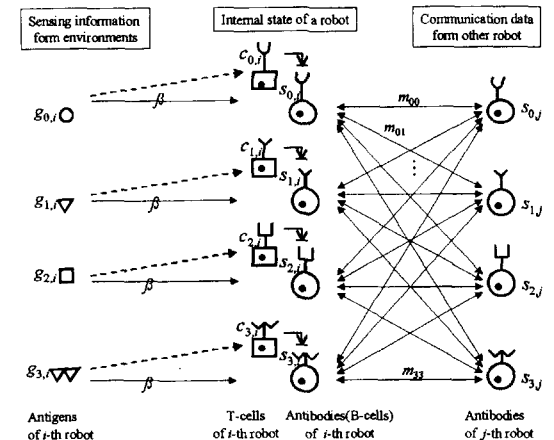 Sensing information
form environments
Internal state of a robot
Communication data
form other robot
c0,i
g0,i
β
s0,i
m00
s0,j
m01
c1,i
g1,i
β
s1,i
s1,j
c2,i
g2,i
β
s2,i
s2,j
c3,i
g3,i
β
s3,i
m33
s3,j
Antigens
of i-th robot
T-cells
of i-th robot
Antibodies(B-cells)
of i-th robot
Antibodies
of j-th robot